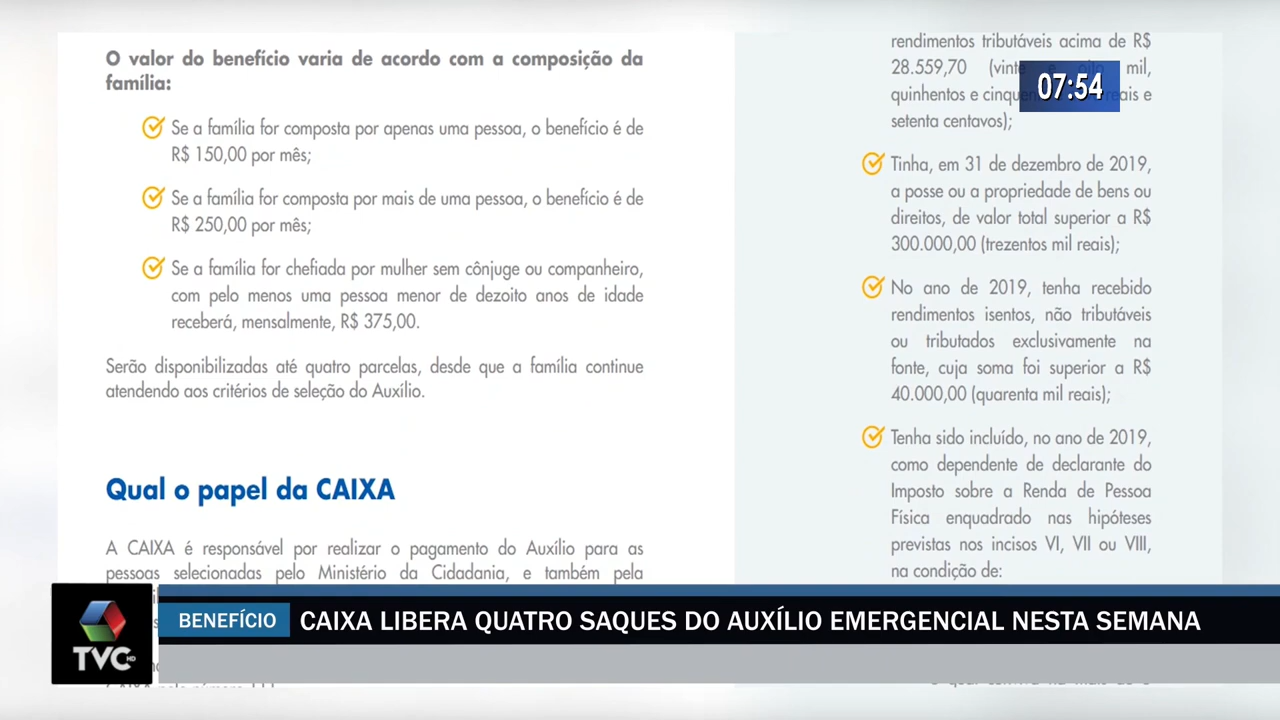 O valor do benefício varia de acordo com a composição da
família:
Se a família for composta por apenas uma pessoa, o benefício é de
R$ 150,00 por mês;
Se a família for composta por mais de uma pessoa, o benefício é de
R$ 250,00 por mês;
Se a família for chefiada por mulher sem cônjuge ou companheiro,
com pelo menos uma pessoa menor de dezoito anos de idade
receberá, mensalmente, R$ 375,00.
Serão disponibilizadas até quatro parcelas, desde que a família continue
atendendo aos critérios de seleção do Auxílio.
Qual o papel da CAIXA
A CAIXA é responsável por realizar o pagamento do Auxílio para as
pessoas selecionadas pelo Ministério da Cidadania, e também pela
rendimentos tributáveis acima de R$
28.559,70 (vinte e mil,
quinhentos e reais e
setenta centavos);
Tinha, em 31 de dezembro de 2019,
a posse ou a propriedade de bens ou
direitos, de valor total superior a R$
300.000,00 (trezentos mil reais);
No ano de 2019, tenha recebido
rendimentos isentos, não tributáveis
ou tributados exclusivamente na
fonte, cuja soma foi superior a R$
40.000,00 (quarenta mil reais);
Tenha sido incluído, no ano de 2019,
como dependente de declarante do
Imposto sobre a Renda de Pessoa
Física enquadrado nas hipóteses
previstas nos incisos VI, VII ou VIII,
na condição de:
07:54
BENEFÍCIO
CAIXA LIBERA QUATRO SAQUES DO AUXÍLIO EMERGENCIAL NESTA SEMANA
TVC HD